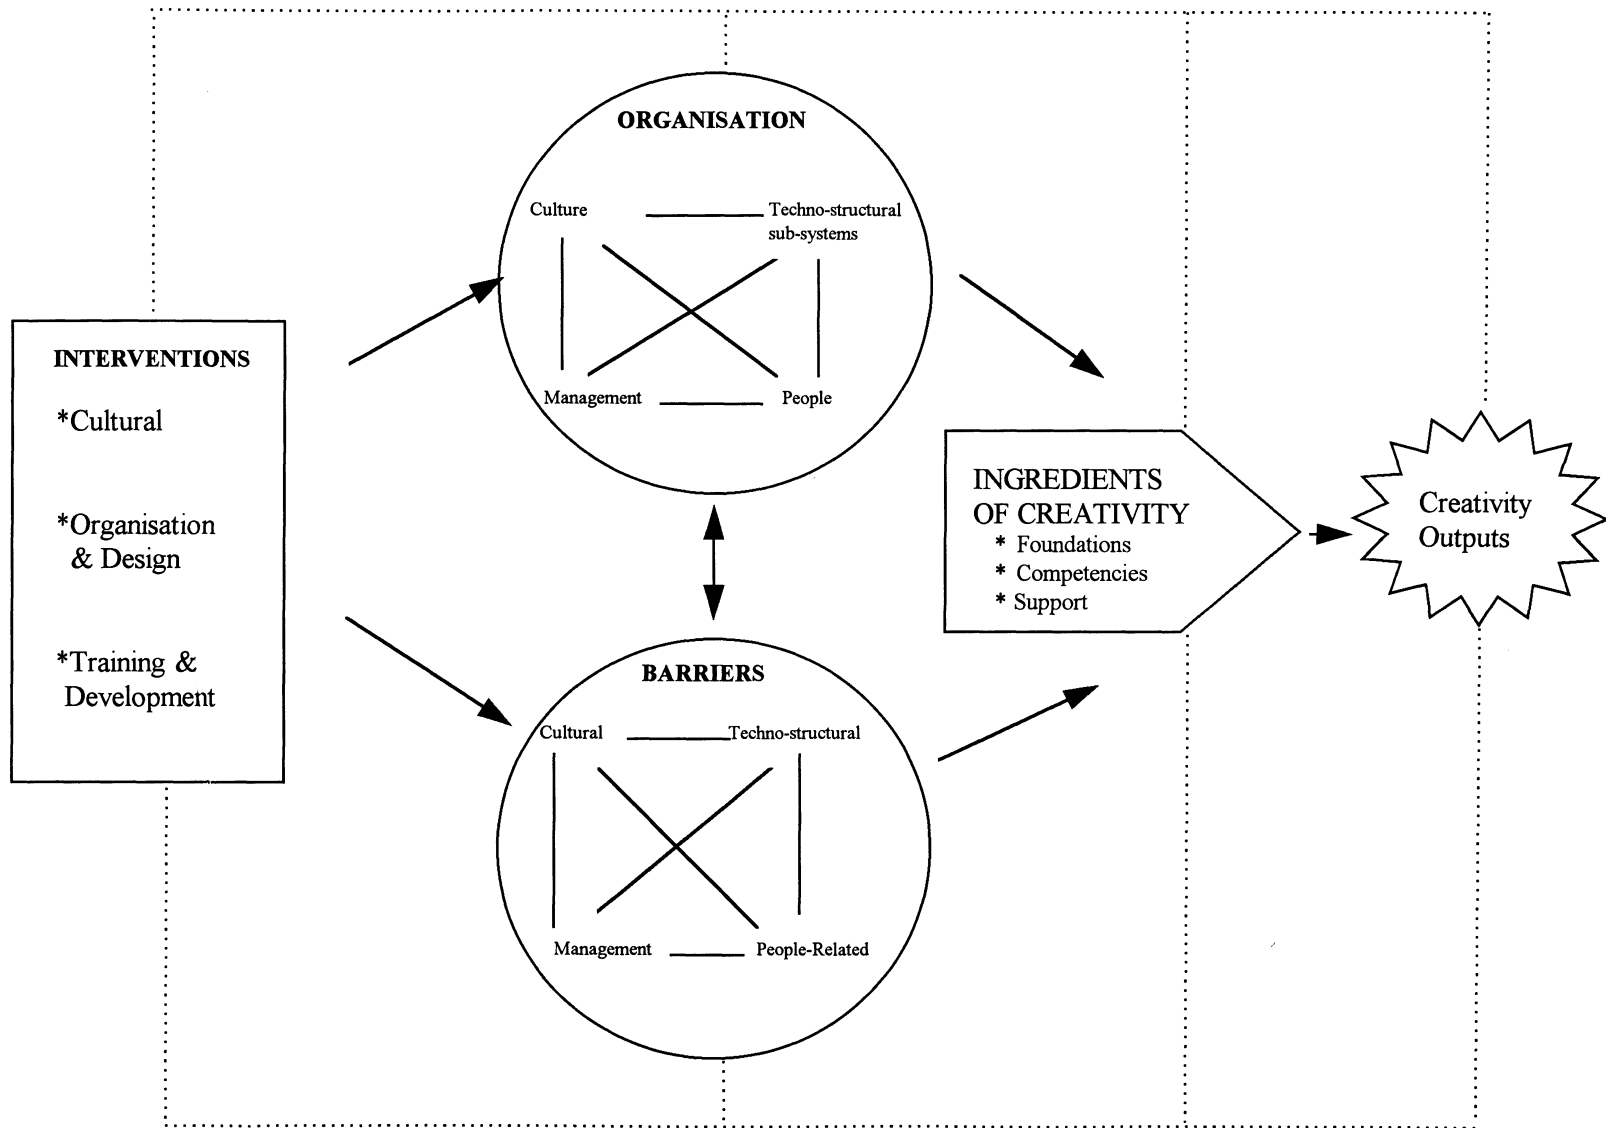 INTERVENTIONS
*Cultural
*Organisation
& Design
*Training &
Development
ORGANISATION
Culture
Techno-structural
sub-systems
Management
People
BARRIERS
Cultural
Techno-structural
Management
People-Related
INGREDIENTS
OF CREATIVITY
* Foundations
* Competencies
* Support
Creativity
Outputs